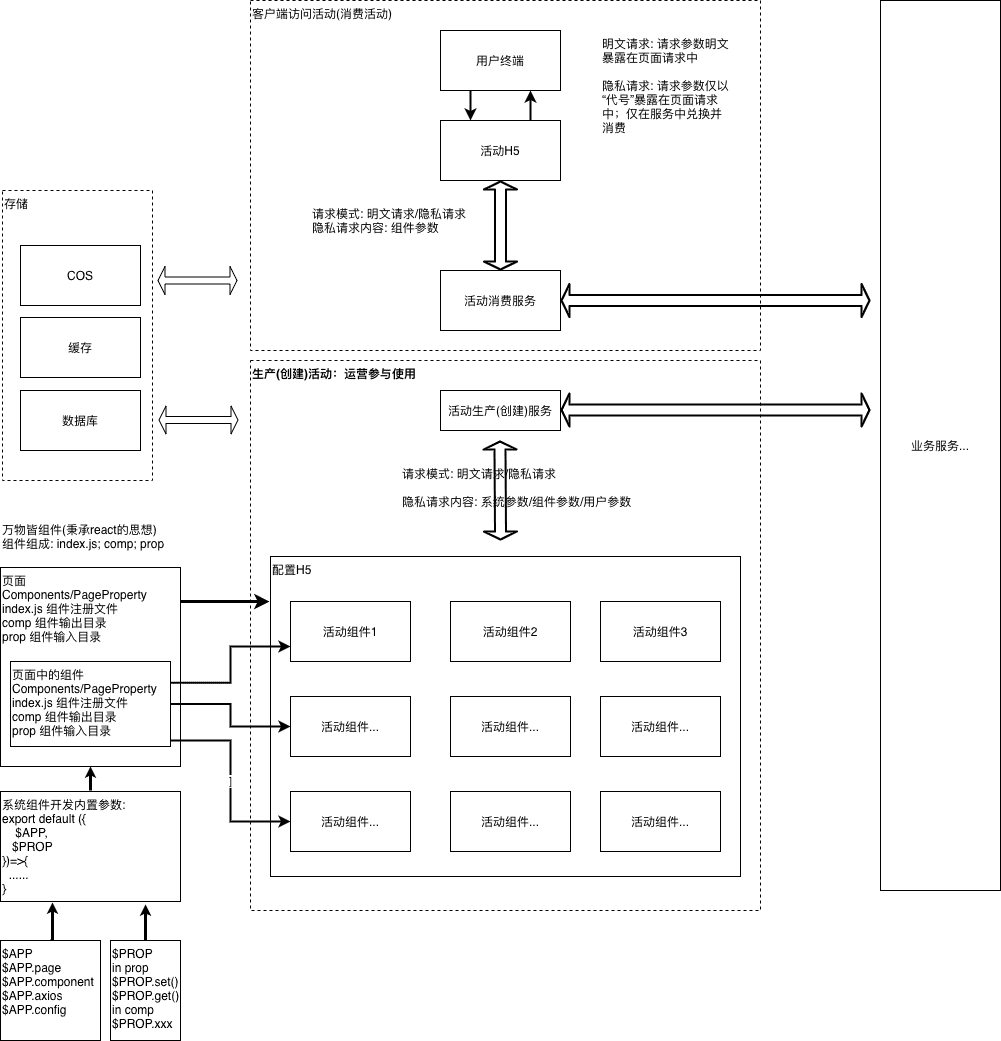 客户端访问活动(消费活动)
用户终端
明文请求: 请求参数明文
暴露在页面请求中
隐私请求: 请求参数仅以
“代号”暴露在页面请求
中；仅在服务中兑换并
消费
活动H5
请求模式: 明文请求/隐私请求
隐私请求内容: 组件参数
活动消费服务
存储
COS
缓存
数据库
生产(创建)活动：运营参与使用
活动生产(创建)服务
请求模式: 明文请求/隐私请求
隐私请求内容: 系统参数/组件参数/用户参数
业务服务...
万物皆组件(秉承react的思想)
组件组成: index.js; comp; prop
页面
Components/PageProperty
index.js 组件注册文件
comp 组件输出目录
prop 组件输入目录
页面中的组件
Components/PageProperty
index.js 组件注册文件
comp 组件输出目录
prop 组件输入目录
配置H5
活动组件1
活动组件2
活动组件3
活动组件...
活动组件...
活动组件...
活动组件...
活动组件...
活动组件...
系统组件开发内置参数:
export default ({
$APP,
$PROP
})=>{
......
}
$APP
$APP.page
$APP.component
$APP.axios
$APP.config
$PROP
in prop
$PROP.set()
$PROP.get()
in comp
$PROP.xxx